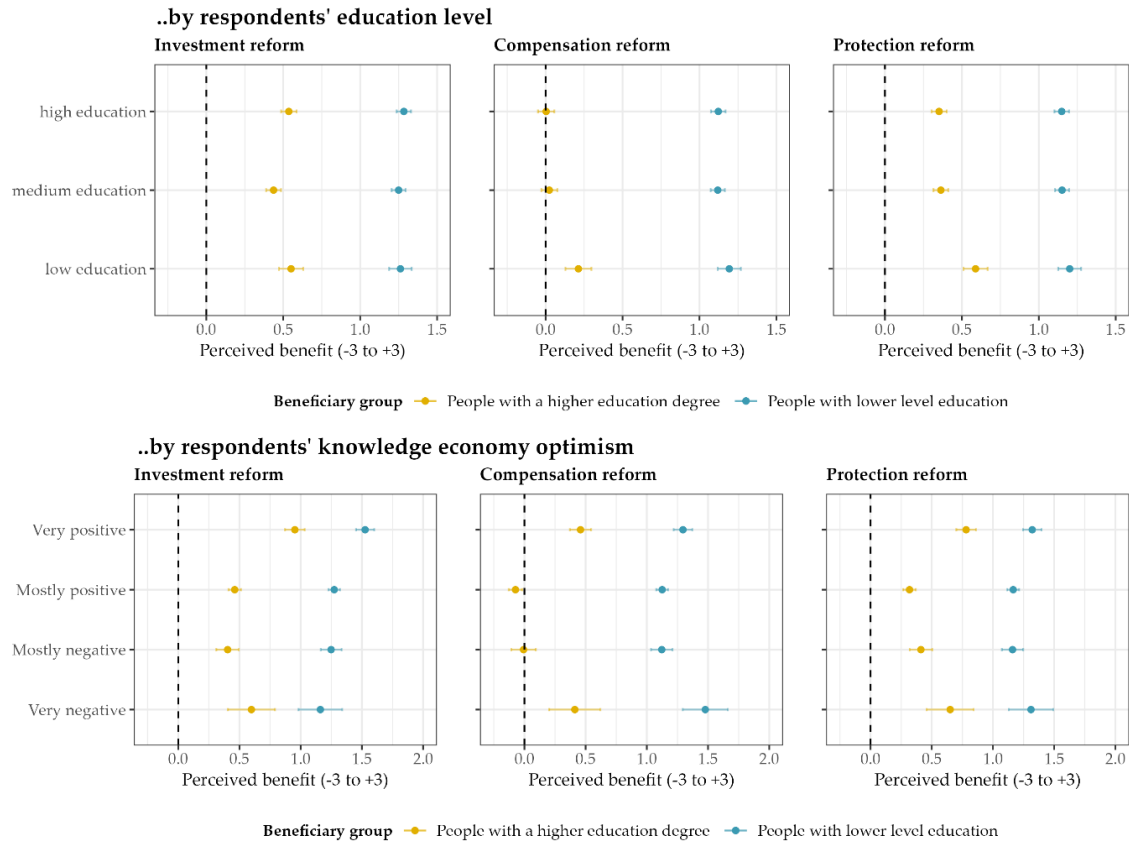 ..by respondents' education level
Investment reform Compensation reform Protection reform
high education
medium education
low education
0.0 0.5 1.0 1.5 0.0 0.5 1.0 1.5 0.0 0.5 1.0 1.5
Perceived benefit (-3 to +3) Perceived benefit (-3 to +3) Perceived benefit (-3 to +3)
Beneficiary group People with a higher education degree People with lower level education
..by respondents' knowledge economy optimism
Investment reform Compensation reform Protection reform
Very positive
Mostly positive
Mostly negative
Very negative
0.0 0.5 1.0 1.5 2.0 0.0 0.5 1.0 1.5 2.0 0.0 0.5 1.0 1.5 2.0
Perceived benefit (-3 to +3) Perceived benefit (-3 to +3) Perceived benefit (-3 to +3)
Beneficiary group People with a higher education degree People with lower level education